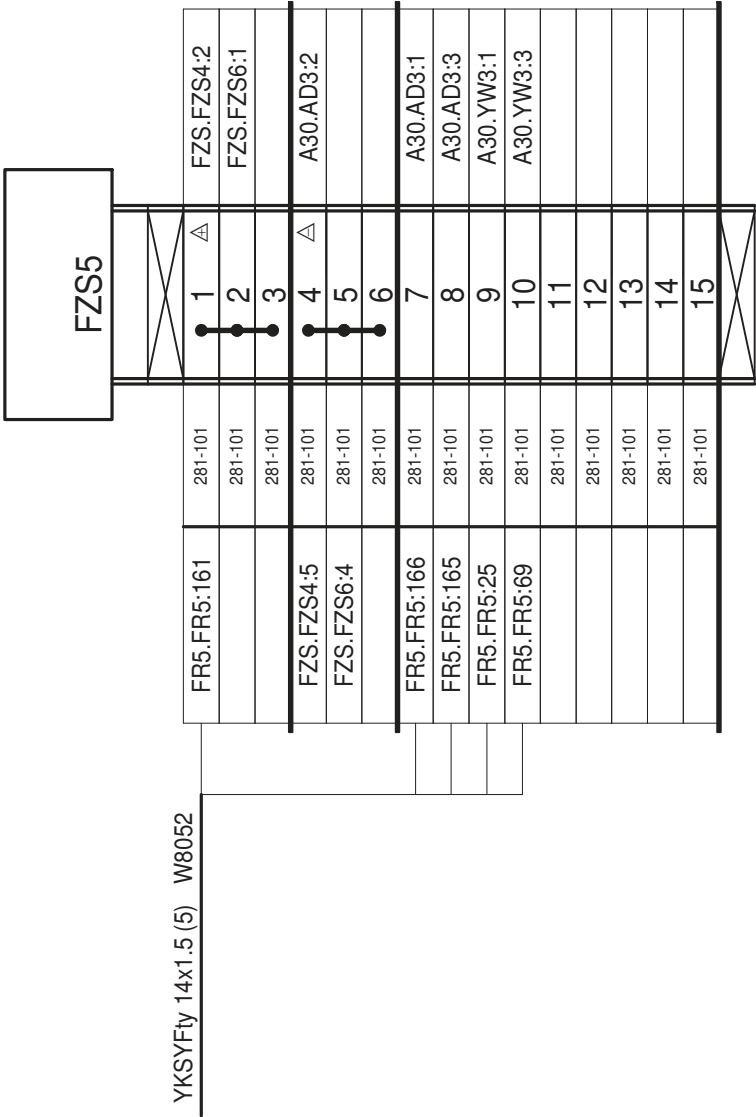 FZS5
FR5.FR5:161 281-101 1 + FZS.FZS4:2
281-101 2 FZS.FZS6:1
281-101 3
FZS.FZS4:5 281-101 4 - A30.AD3:2
FZS.FZS6:4 281-101 5
281-101 6
FR5.FR5:166 281-101 7 A30.AD3:1
FR5.FR5:165 281-101 8 A30.AD3:3
FR5.FR5:25 281-101 9 A30.YW3:1
FR5.FR5:69 281-101 10 A30.YW3:3
281-101 11
281-101 12
281-101 13
281-101 14
281-101 15
YKSYFty 14x1.5 (5) W8052